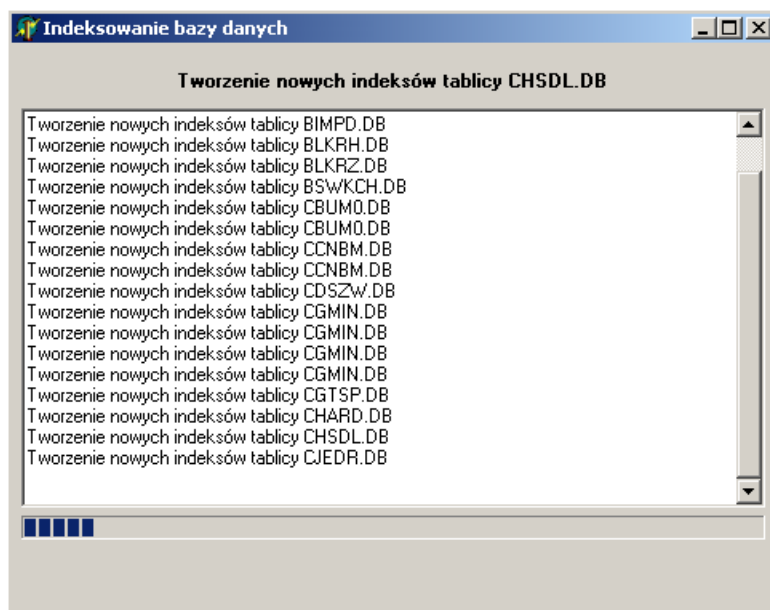 Indeksowanie bazy danych
Tworzenie nowych indeksów tablicy CHSDL.DB
Tworzenie nowych indeksów tablicy BIMPD.DB
Tworzenie nowych indeksów tablicy BLKRH.DB
Tworzenie nowych indeksów tablicy BLKRZ.DB
Tworzenie nowych indeksów tablicy BSWKCH.DB
Tworzenie nowych indeksów tablicy CBUMO.DB
Tworzenie nowych indeksów tablicy CBUMO.DB
Tworzenie nowych indeksów tablicy CCNBM.DB
Tworzenie nowych indeksów tablicy CCNBM.DB
Tworzenie nowych indeksów tablicy CDSZW.DB
Tworzenie nowych indeksów tablicy CGMIN.DB
Tworzenie nowych indeksów tablicy CGMIN.DB
Tworzenie nowych indeksów tablicy CGMIN.DB
Tworzenie nowych indeksów tablicy CGMIN.DB
Tworzenie nowych indeksów tablicy CGTSP.DB
Tworzenie nowych indeksów tablicy CHARD.DB
Tworzenie nowych indeksów tablicy CHSDL.DB
Tworzenie nowych indeksów tablicy CJEDR.DB